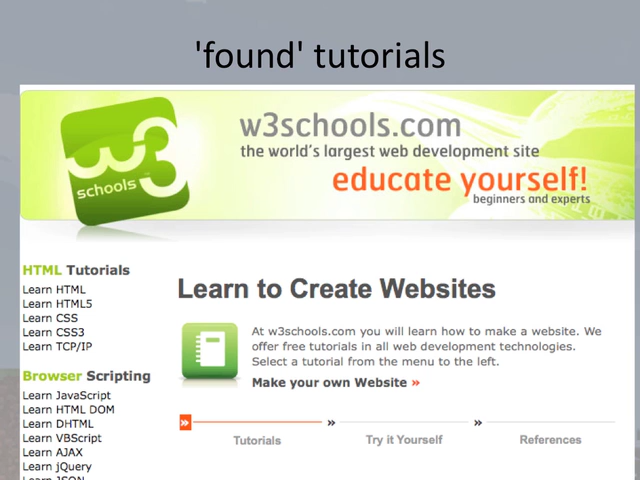 'found' tutorials
w3
schools
w3schools.com
the world's largest web development site
educate yourself!
beginners and experts
HTML Tutorials
Learn HTML
Learn HTML5
Learn CSS
Learn CSS3
Learn TCP/IP
Browser Scripting
Learn JavaScript
Learn HTML DOM
Learn DHTML
Learn VBScript
Learn AJAX
Learn jQuery
Learn JSON
Learn to Create Websites
At w3schools.com you will learn how to make a website. We
offer free tutorials in all web development technologies.
Select a tutorial from the menu to the left.
Make your own Website »
» » »
Tutorials Try it Yourself References